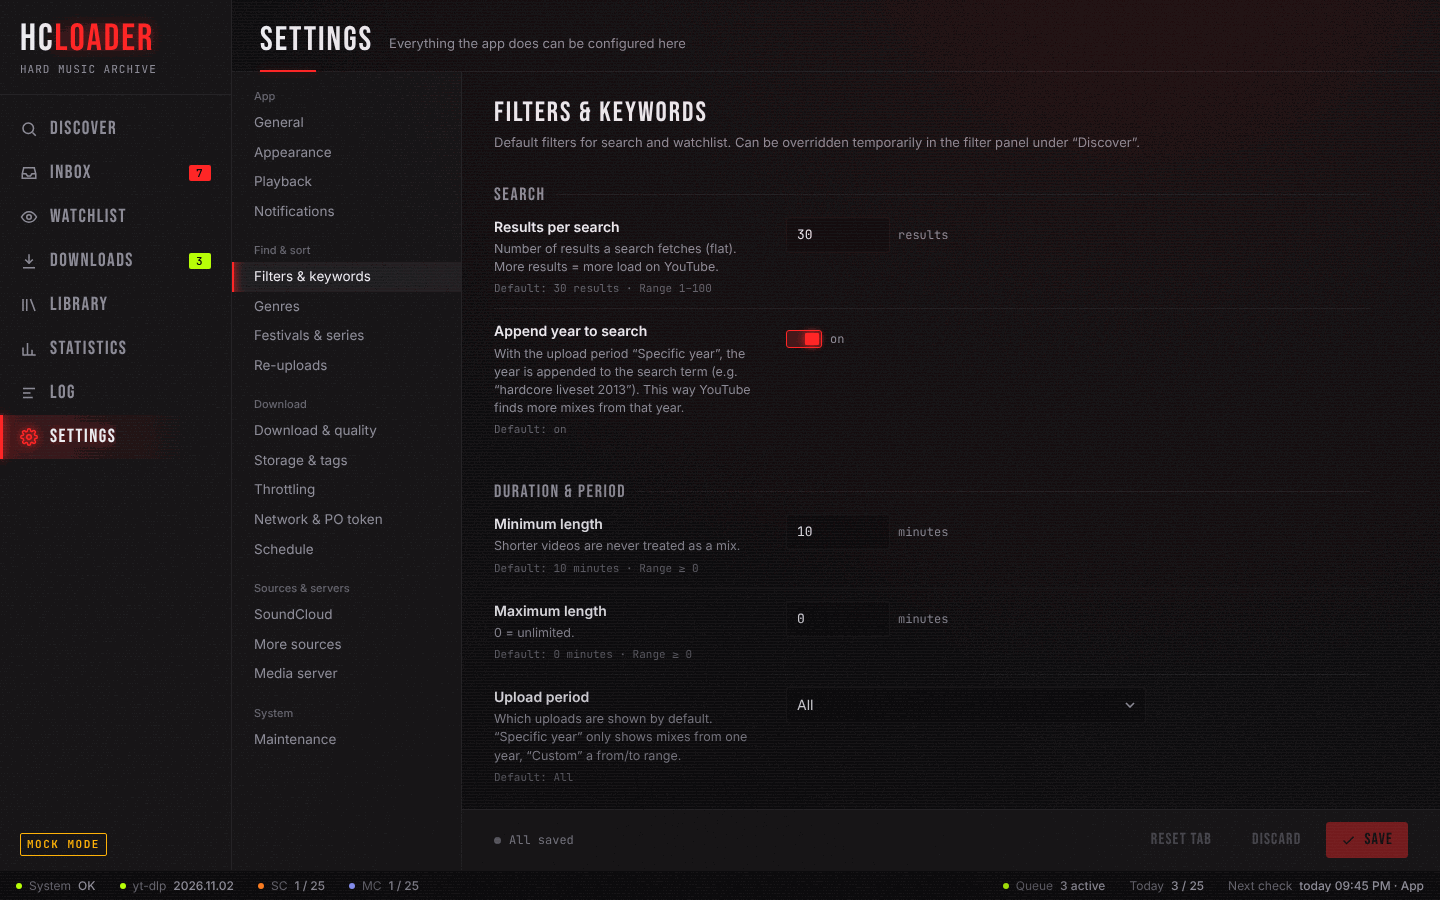 HCLOADER
HARD MUSIC ARCHIVE
DISCOVER
INBOX 7
WATCHLIST
DOWNLOADS 3
LIBRARY
STATISTICS
LOG
SETTINGS
MOCK MODE
SETTINGS Everything the app does can be configured here
App
General
Appearance
Playback
Notifications
Find & sort
Filters & keywords
Genres
Festivals & series
Re-uploads
Download
Download & quality
Storage & tags
Throttling
Network & PO token
Schedule
Sources & servers
SoundCloud
More sources
Media server
System
Maintenance
FILTERS & KEYWORDS
Default filters for search and watchlist. Can be overridden temporarily in the filter panel under “Discover”.
SEARCH
Results per search
Number of results a search fetches (flat).
More results = more load on YouTube.
Default: 30 results · Range 1–100
30 results
Append year to search
With the upload period “Specific year”, the
year is appended to the search term (e.g.
“hardcore liveset 2013”). This way YouTube
finds more mixes from that year.
Default: on
on
DURATION & PERIOD
Minimum length
Shorter videos are never treated as a mix.
Default: 10 minutes · Range ≥ 0
10 minutes
Maximum length
0 = unlimited.
Default: 0 minutes · Range ≥ 0
0 minutes
Upload period
Which uploads are shown by default.
“Specific year” only shows mixes from one
year, “Custom” a from/to range.
Default: All
All
All saved
RESET TAB DISCARD SAVE
System OK yt-dlp 2026.11.02 SC 1 / 25 MC 1 / 25 Queue 3 active Today 3 / 25 Next check today 09:45 PM · App